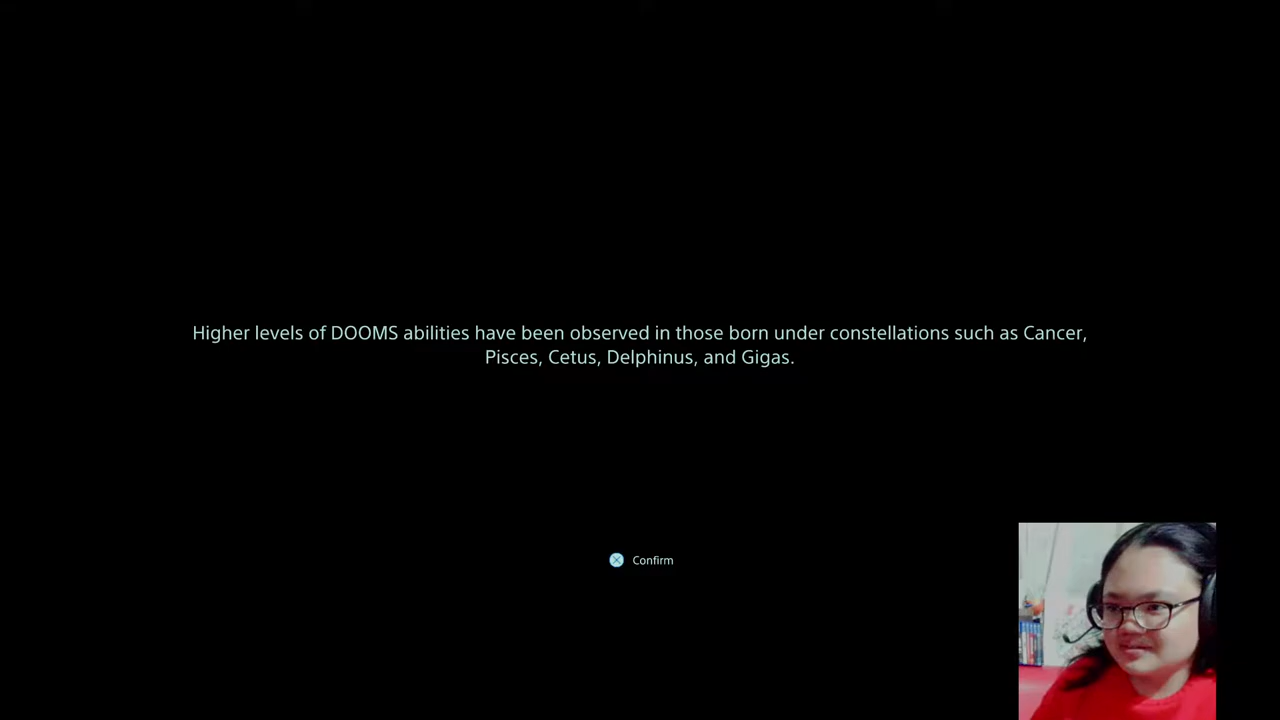 Higher levels of DOOMS abilities have been observed in those born under constellations such as Cancer,
Pisces, Cetus, Delphinus, and Gigas.
Confirm